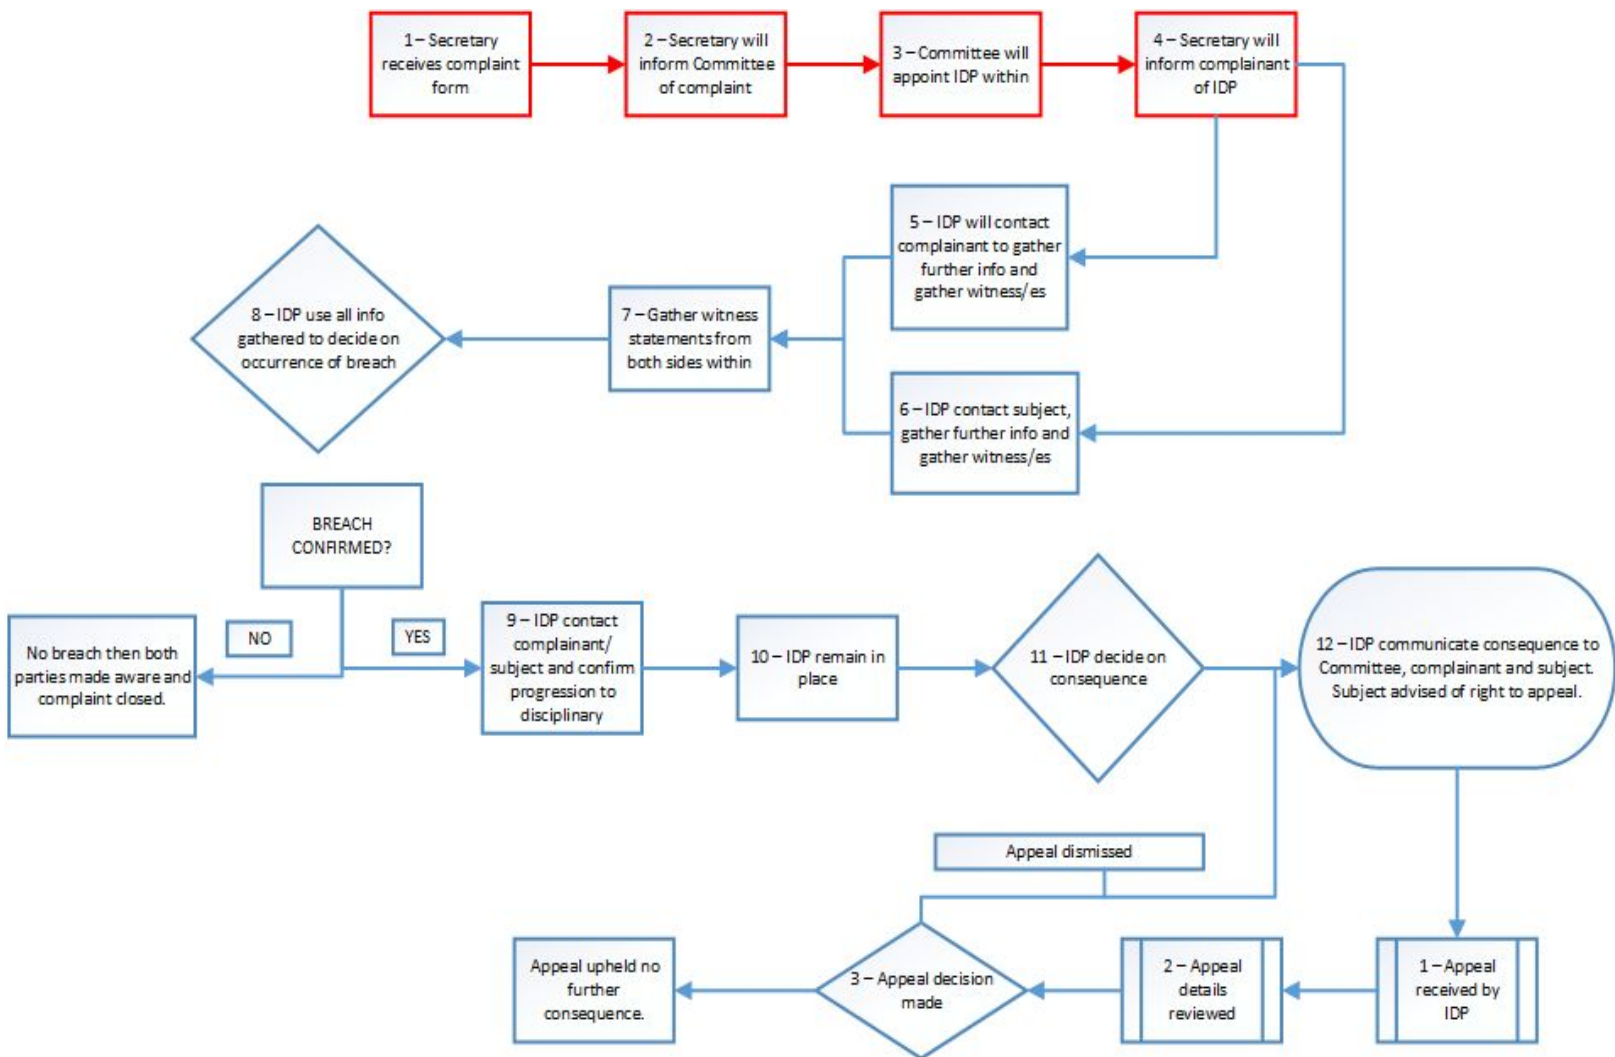 1 – Secretary
receives complaint
form
2 – Secretary will
inform Committee
of complaint
3 – Committee will
appoint IDP within
4 – Secretary will
inform complainant
of IDP
5 – IDP will contact
complainant to gather
further info and
gather witness/es
6 – IDP contact subject,
gather further info and
gather witness/es
7 – Gather witness
statements from
both sides within
8 – IDP use all info
gathered to decide on
occurrence of breach
BREACH
CONFIRMED?
NO
YES
No breach then both
parties made aware and
complaint closed.
9 – IDP contact
complainant/
subject and confirm
progression to
disciplinary
10 – IDP remain in
place
11 – IDP decide on
consequence
12 – IDP communicate consequence to
Committee, complainant and subject.
Subject advised of right to appeal.
Appeal dismissed
1 – Appeal
received by
IDP
2 – Appeal
details
reviewed
3 – Appeal decision
made
Appeal upheld no
further
consequence.